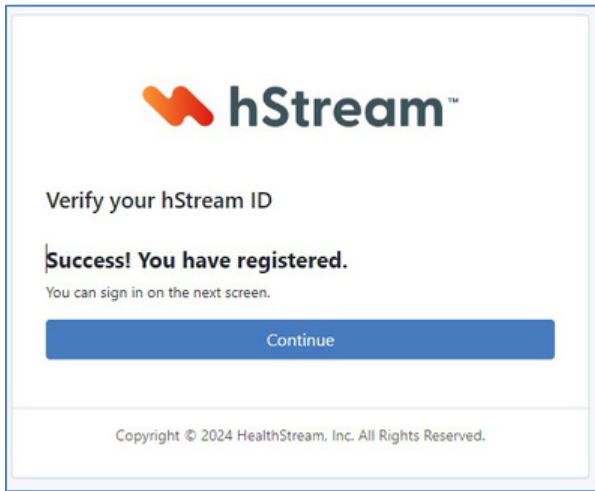 hStream™
Verify your hStream ID
Success! You have registered.
You can sign in on the next screen.
Continue
Copyright © 2024 HealthStream, Inc. All Rights Reserved.